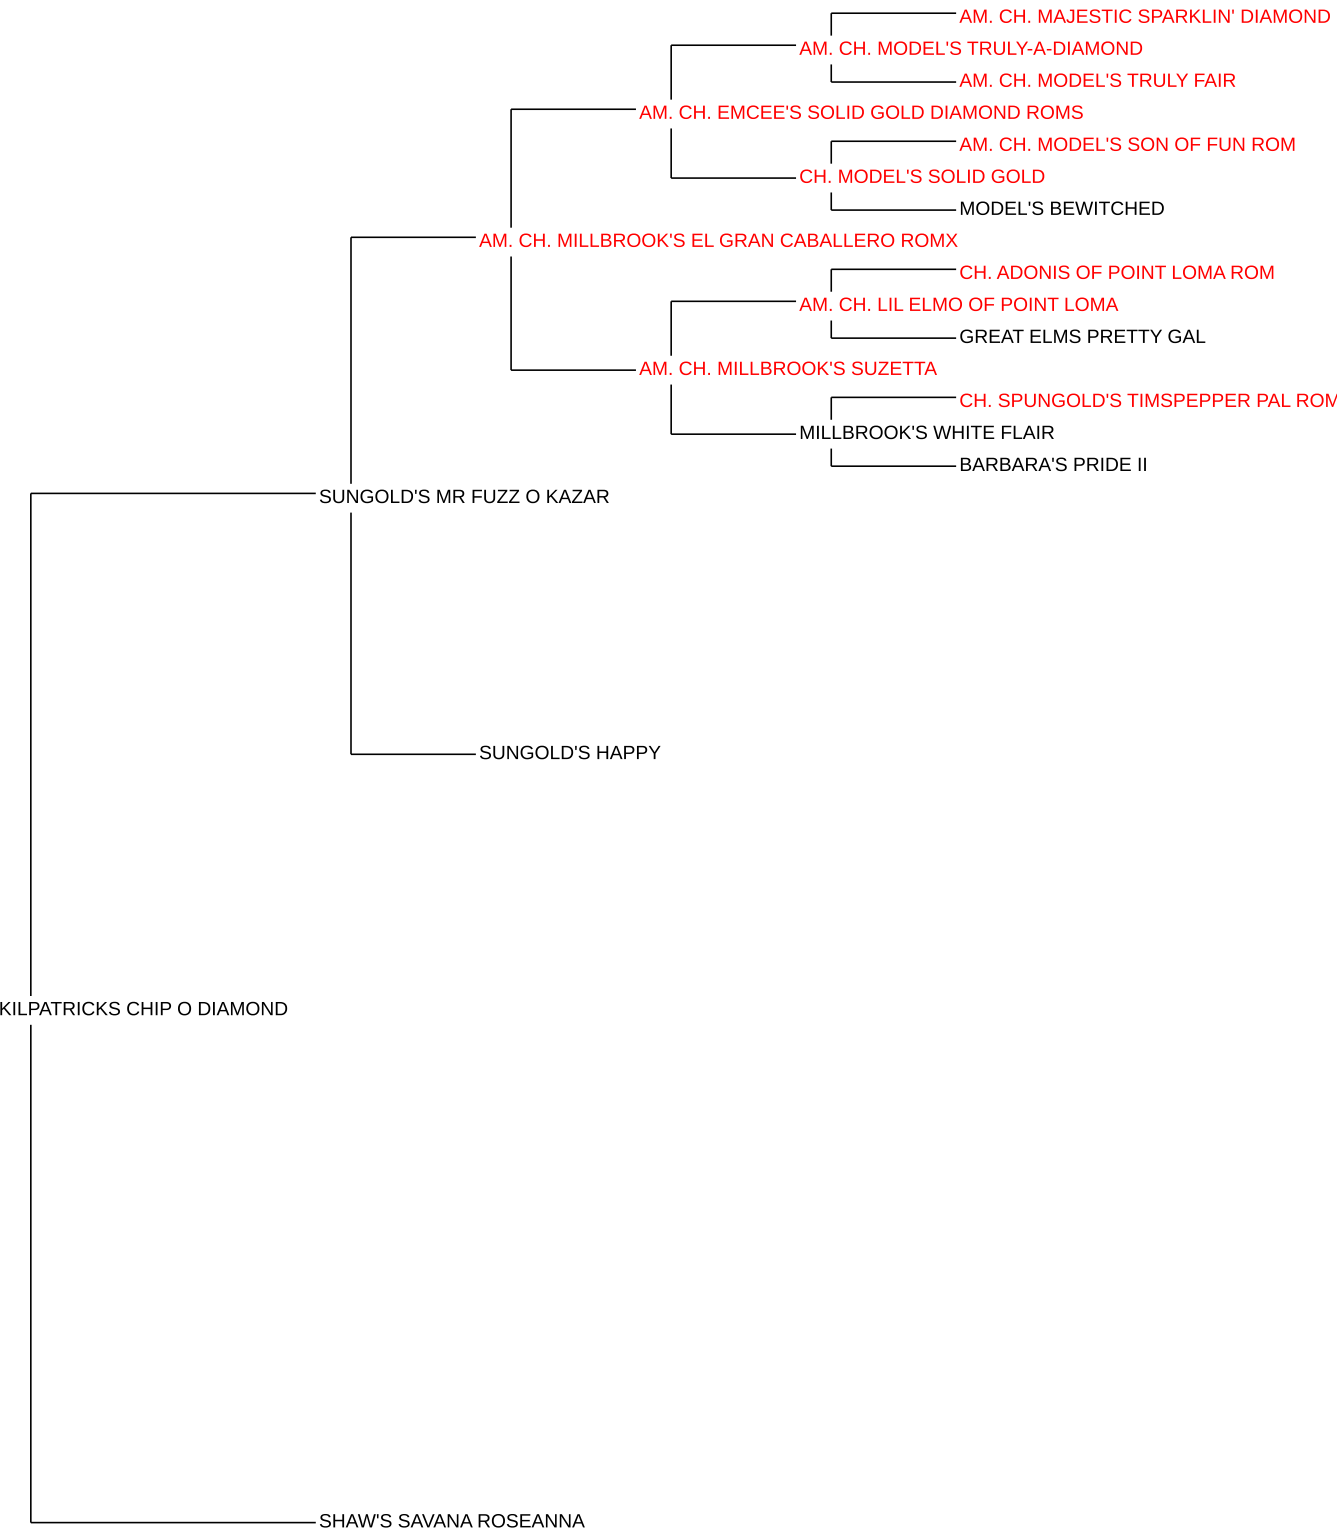 AM. CH. MAJESTIC SPARKLIN' DIAMOND
AM. CH. MODEL'S TRULY-A-DIAMOND
AM. CH. MODEL'S TRULY FAIR
AM. CH. EMCEE'S SOLID GOLD DIAMOND ROMS
AM. CH. MODEL'S SON OF FUN ROM
CH. MODEL'S SOLID GOLD
MODEL'S BEWITCHED
AM. CH. MILLBROOK'S EL GRAN CABALLERO ROMX
CH. ADONIS OF POINT LOMA ROM
AM. CH. LIL ELMO OF POINT LOMA
GREAT ELMS PRETTY GAL
AM. CH. MILLBROOK'S SUZETTA
CH. SPUNGOLD'S TIMSPEPPER PAL ROM
MILLBROOK'S WHITE FLAIR
BARBARA'S PRIDE II
SUNGOLD'S MR FUZZ O KAZAR
SUNGOLD'S HAPPY
KILPATRICKS CHIP O DIAMOND
SHAW'S SAVANA ROSEANNA